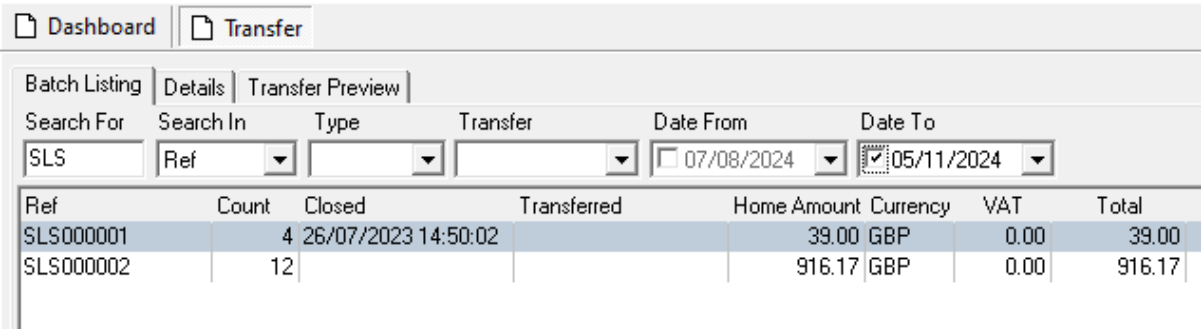 Dashboard Transfer
Batch Listing Details Transfer Preview
Search For Search In Type Transfer Date From Date To
SLS Ref 07/08/2024 05/11/2024
Ref Count Closed Transferred Home Amount Currency VAT Total
SLS000001 4 26/07/2023 14:50:02 39.00 GBP 0.00 39.00
SLS000002 12 916.17 GBP 0.00 916.17